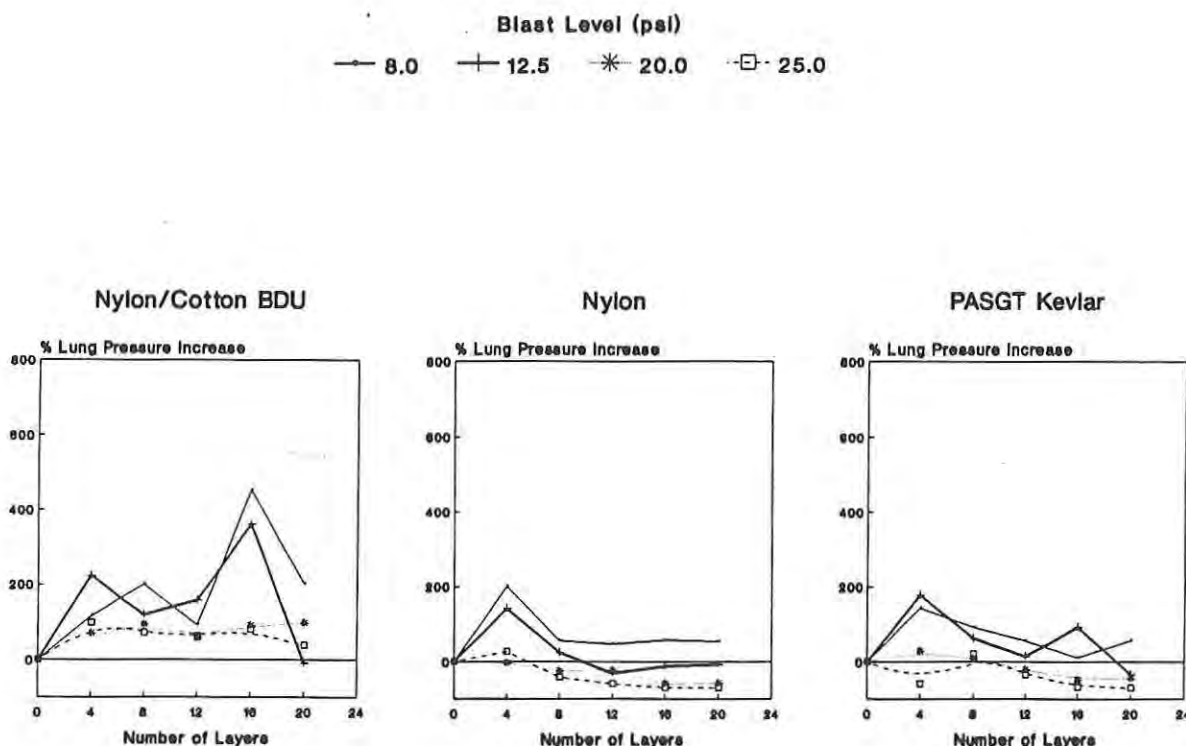 Blast Level (psi)
8.0 12.5 20.0 25.0
Nylon/Cotton BDU
% Lung Pressure Increase
800
600
400
200
0
0 4 8 12 16 20 24
Number of Layers
Nylon
% Lung Pressure Increase
800
600
400
200
0
0 4 8 12 16 20 24
Number of Layers
PASGT Kevlar
% Lung Pressure Increase
800
600
400
200
0
0 4 8 12 16 20 24
Number of Layers